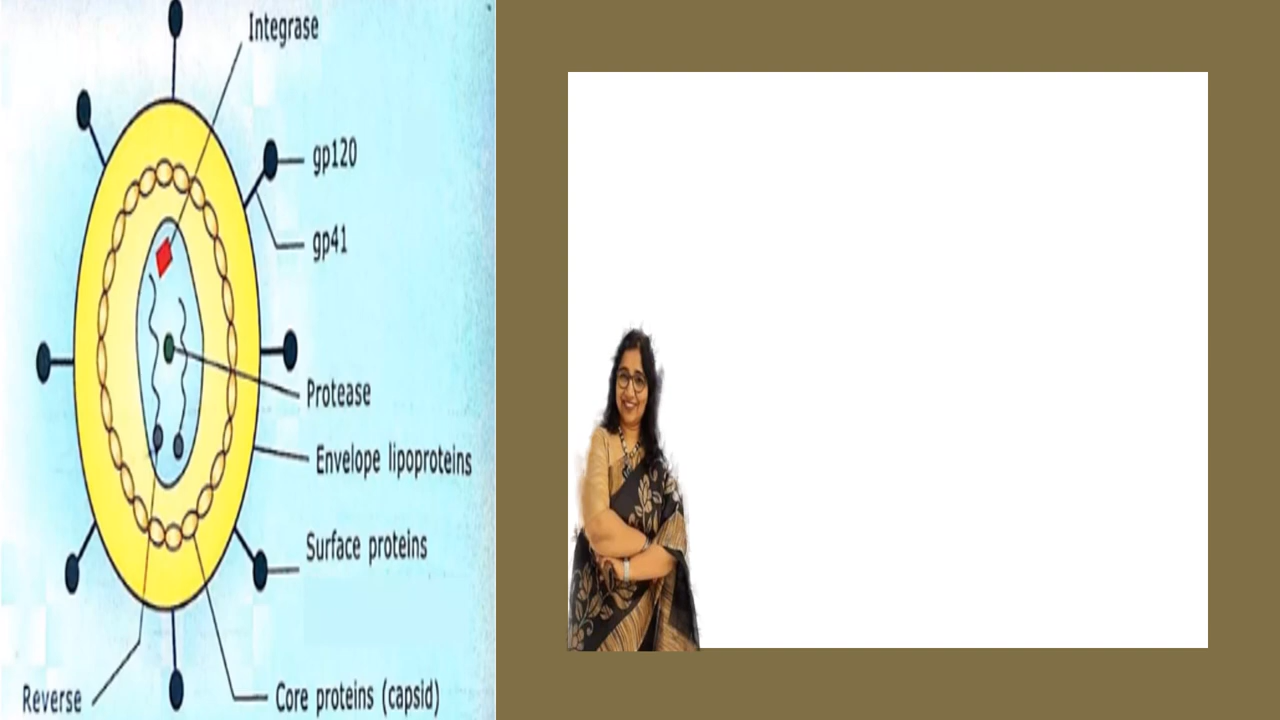 Integrase
gp120
gp41
Protease
Envelope lipoproteins
Surface proteins
Reverse
Core proteins (capsid)